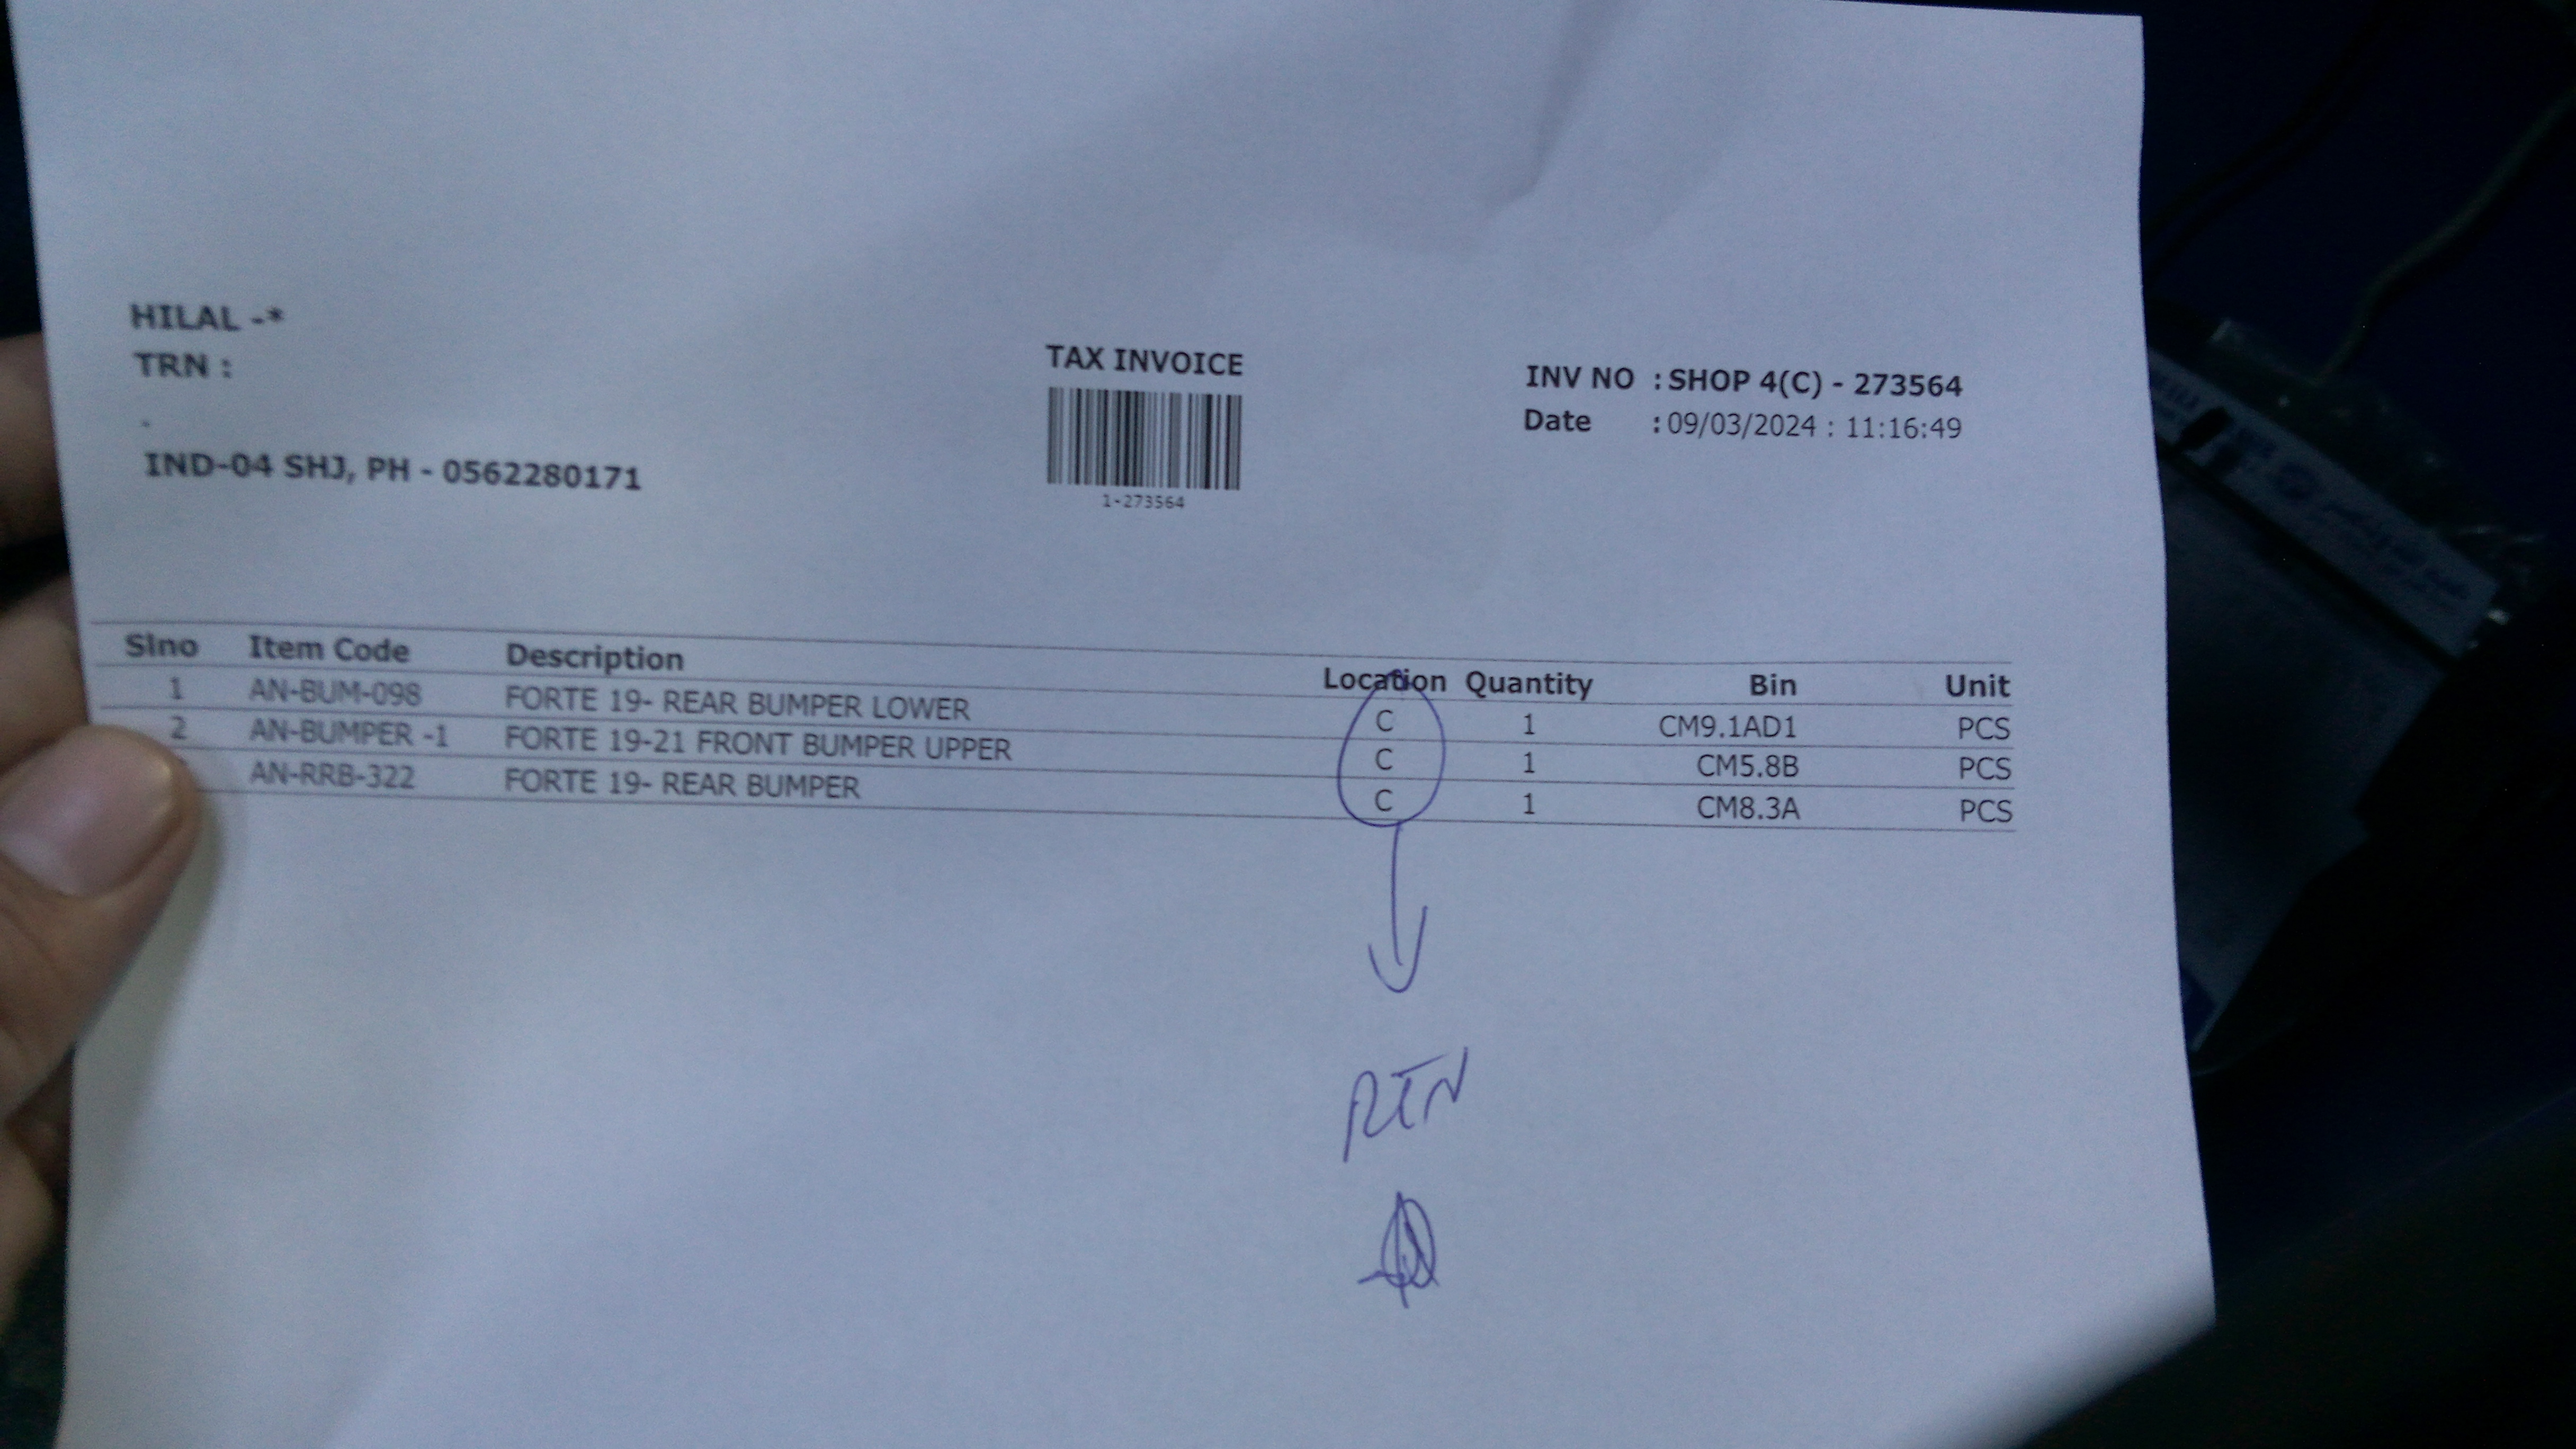 HILAL -*
TRN :
.
IND-04 SHJ, PH - 0562280171
TAX INVOICE
1-273564
INV NO : SHOP 4(C) - 273564
Date : 09/03/2024 : 11:16:49
Slno Item Code Description Location Quantity Bin Unit
1 AN-BUM-098 FORTE 19- REAR BUMPER LOWER C 1 CM9.1AD1 PCS
2 AN-BUMPER -1 FORTE 19-21 FRONT BUMPER UPPER C 1 CM5.8B PCS
AN-RRB-322 FORTE 19- REAR BUMPER C 1 CM8.3A PCS
RTN